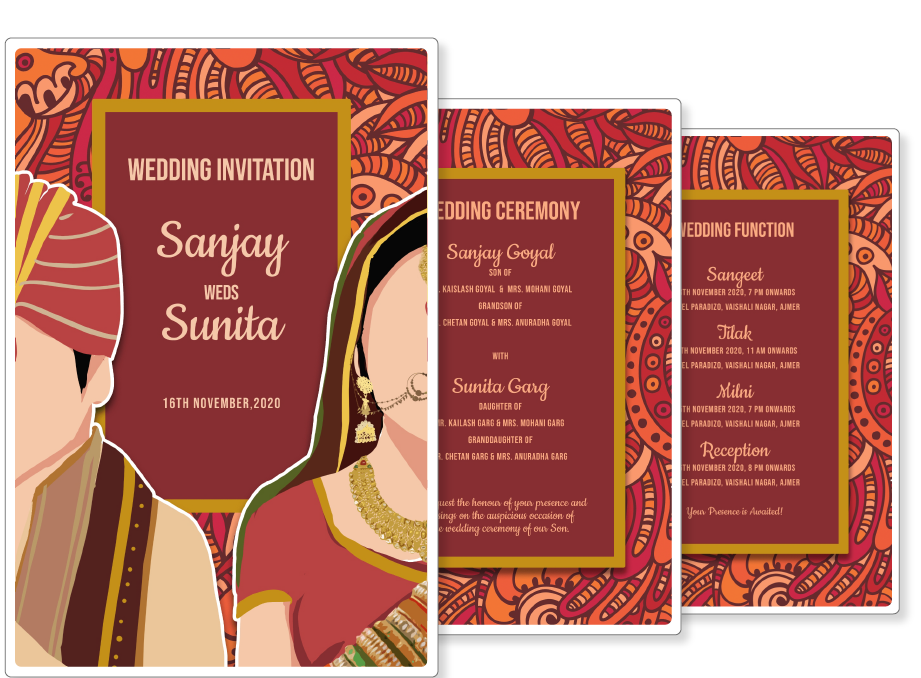 WEDDING INVITATION
Sanjay
WEDS
Sunita
16TH NOVEMBER,2020
EDDING CEREMONY
Sanjay Goyal
SON OF
. KAISLASH GOYAL & MRS. MOHANI GOYAL
GRANDSON OF
. CHETAN GOYAL & MRS. ANURADHA GOYAL
WITH
Sunita Garg
DAUGHTER OF
R. KAILASH GARG & MRS. MOHANI GARG
GRANDDAUGHTER OF
. CHETAN GARG & MRS. ANURADHA GARG
uest the honour of your presence and
sings on the auspicious occasion of
e wedding ceremony of our Son.
EDDING FUNCTION
Sangeet
TH NOVEMBER 2020, 7 PM ONWARDS
EL PARADIZO, VAISHALI NAGAR, AJMER
Tilak
TH NOVEMBER 2020, 11 AM ONWARDS
EL PARADIZO, VAISHALI NAGAR, AJMER
Milni
TH NOVEMBER 2020, 7 PM ONWARDS
EL PARADIZO, VAISHALI NAGAR, AJMER
Reception
TH NOVEMBER 2020, 8 PM ONWARDS
EL PARADIZO, VAISHALI NAGAR, AJMER
Your Presence is Awaited!